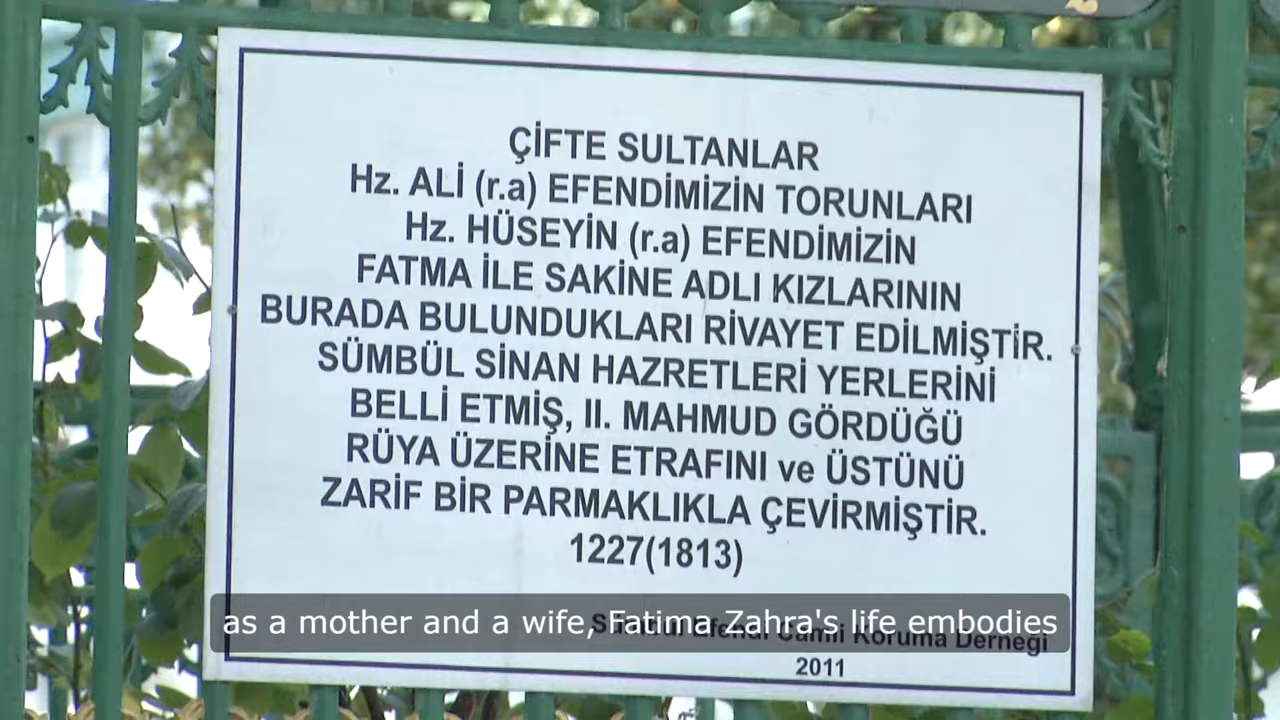 ÇİFTE SULTANLAR
Hz. ALİ (r.a) EFENDİMİZİN TORUNLARI
Hz. HÜSEYİN (r.a) EFENDİMİZİN
FATMA İLE SAKİNE ADLI KIZLARININ
BURADA BULUNDUKLARI RİVAYET EDİLMİŞTİR.
SÜMBÜL SİNAN HAZRETLERİ YERLERİNİ
BELLİ ETMİŞ, II. MAHMUD GÖRDÜĞÜ
RÜYA ÜZERİNE ETRAFINI ve ÜSTÜNÜ
ZARİF BİR PARMAKLIKLA ÇEVİRMİŞTİR.
1227(1813)
as a mother and a wife, Fatima Zahra's life embodies
Efendi Camii Koruma Derneği
2011